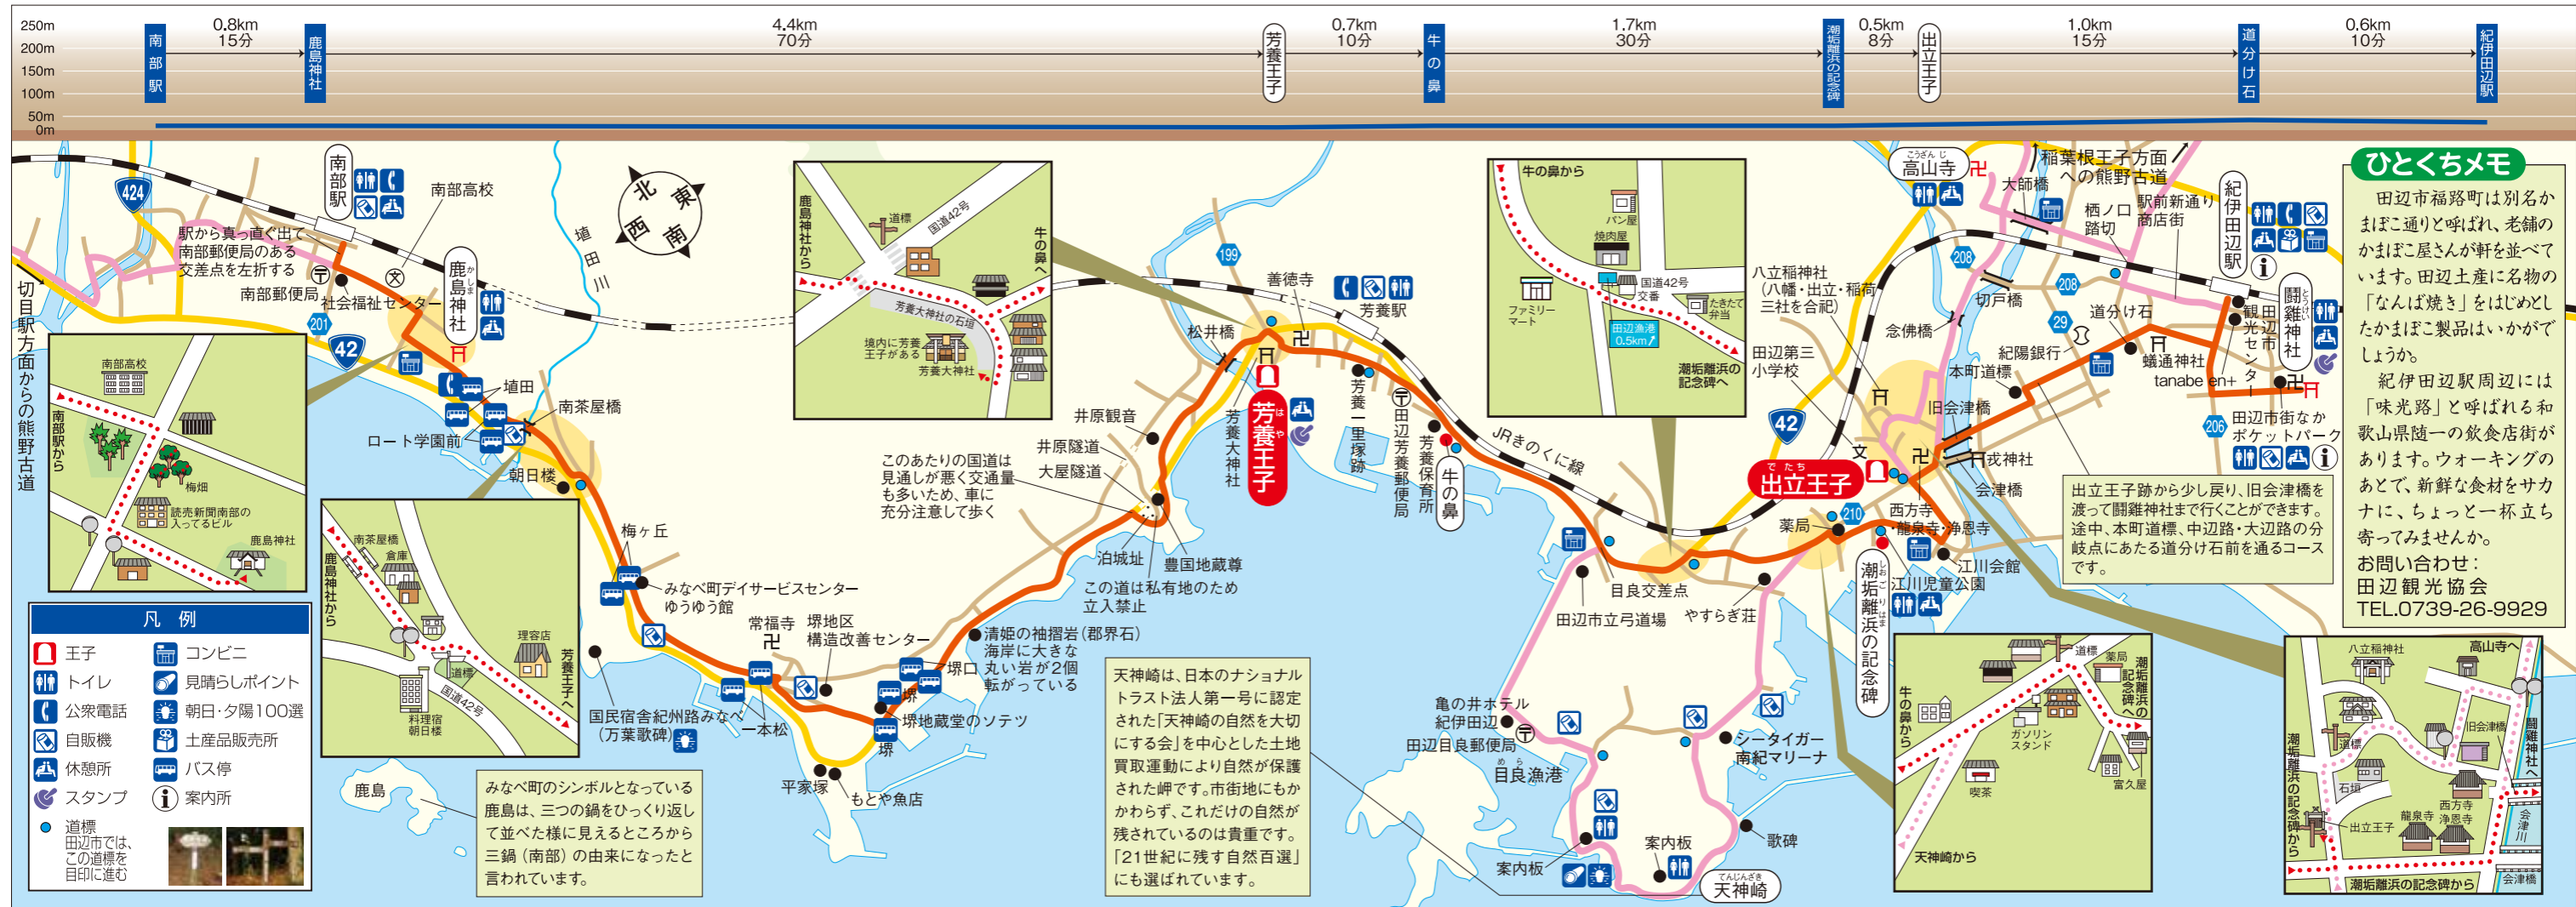 250m
200m
150m
100m
50m
0m
南部駅
0.8km
15分
鹿島神社
4.4km
70分
芳養王子
0.7km
10分
牛の鼻
1.7km
30分
潮垢離浜の記念碑
0.5km
8分
出立王子
1.0km
15分
道分け石
0.6km
10分
紀伊田辺駅
424
南部駅
南部高校
駅から真っ直ぐ出て
南部郵便局のある
交差点を左折する
南部郵便局
社会福祉センター
かしま
鹿島神社
201
42
切目駅方面からの熊野古道
埴田川
北
東
西
南
埴田
南茶屋橋
ロート学園前
朝日楼
梅ヶ丘
みなべ町デイサービスセンター
ゆうゆう館
国民宿舎紀州路みなべ
(万葉歌碑)
常福寺
堺地区
構造改善センター
一本松
平家塚
もとや魚店
堺口
堺
堺地蔵堂のソテツ
堺
清姫の袖摺岩(郡界石)
海岸に大きな
丸い岩が2個
転がっている
鹿島
南部高校
南部駅から
梅畑
読売新聞南部の
入ってるビル
鹿島神社
凡例
王子
トイレ
公衆電話
自販機
休憩所
スタンプ
道標
田辺市では、
この道標を
目印に進む
コンビニ
見晴らしポイント
朝日・夕陽100選
土産品販売所
バス停
案内所
鹿島神社から
南茶屋橋
倉庫
道標
理容店
国道42号
料理宿
朝日楼
芳養王子へ
みなべ町のシンボルとなっている
鹿島は、三つの鍋をひっくり返し
て並べた様に見えるところから
三鍋(南部)の由来になったと
言われています。
鹿島神社から
道標
国道42号
牛の鼻へ
芳養大神社の石垣
境内に芳養
王子がある
芳養大神社
井原観音
井原隧道
大屋隧道
このあたりの国道は
見通しが悪く交通量
も多いため、車に
充分注意して歩く
泊城址
豊国地蔵尊
この道は私有地のため
立入禁止
199
松井橋
善徳寺
芳養駅
芳養大神社
はや
芳養王子
芳養一里塚跡
田辺芳養郵便局
芳養保育所
牛の鼻
JRきのくに線
牛の鼻から
パン屋
焼肉屋
ファミリー
マート
国道42号
交番
たきたて
弁当
田辺漁港
0.5km
潮垢離浜の
記念碑へ
天神崎は、日本のナショナル
トラスト法人第一号に認定
された「天神崎の自然を大切
にする会」を中心とした土地
買取運動により自然が保護
された岬です。市街地にもか
かわらず、これだけの自然が
残されているのは貴重です。
「21世紀に残す自然百選」
にも選ばれています。
田辺市立弓道場
目良交差点
やすらぎ荘
亀の井ホテル
紀伊田辺
田辺目良郵便局
めら
目良漁港
シータイガー
南紀マリーナ
歌碑
案内板
案内板
てんじんざき
天神崎
こうざんじ
高山寺
稲葉根王子方面
への熊野古道
大師橋
栖ノ口
踏切
駅前新通り
商店街
紀伊田辺駅
とうけい
闘雞神社
田辺市
観光センター
208
208
切戸橋
念佛橋
29
道分け石
紀陽銀行
蟻通神社
tanabe en+
本町道標
旧会津橋
八立稲神社
(八幡・出立・稲荷
三社を合祀)
田辺第三
小学校
42
でたち
出立王子
戎神社
会津橋
西方寺
・龍泉寺・浄恩寺
210
薬局
江川会館
江川児童公園
しおごりはま
潮垢離浜の記念碑
206
田辺市街なか
ポケットパーク
出立王子跡から少し戻り、旧会津橋を
渡って闘雞神社まで行くことができます。
途中、本町道標、中辺路・大辺路の分
岐点にあたる道分け石前を通るコース
です。
牛の鼻から
道標
薬局
潮垢離浜の
記念碑へ
ガソリン
スタンド
喫茶
富久屋
天神崎から
八立稲神社
高山寺へ
道標
旧会津橋
闘雞神社へ
石垣
西方寺
浄恩寺
龍泉寺
出立王子
会津川
会津橋
潮垢離浜の記念碑から
潮垢離浜の記念碑から
ひとくちメモ
田辺市福路町は別名か
まぼこ通りと呼ばれ、老舗の
かまぼこ屋さんが軒を並べて
います。田辺土産に名物の
「なんば焼き」をはじめとし
たかまぼこ製品はいかがで
しょうか。
紀伊田辺駅周辺には
「味光路」と呼ばれる和
歌山県随一の飲食店街が
あります。ウォーキングの
あとで、新鮮な食材をサカ
ナに、ちょっと一杯立ち
寄ってみませんか。
お問い合わせ：
田辺観光協会
TEL.0739-26-9929